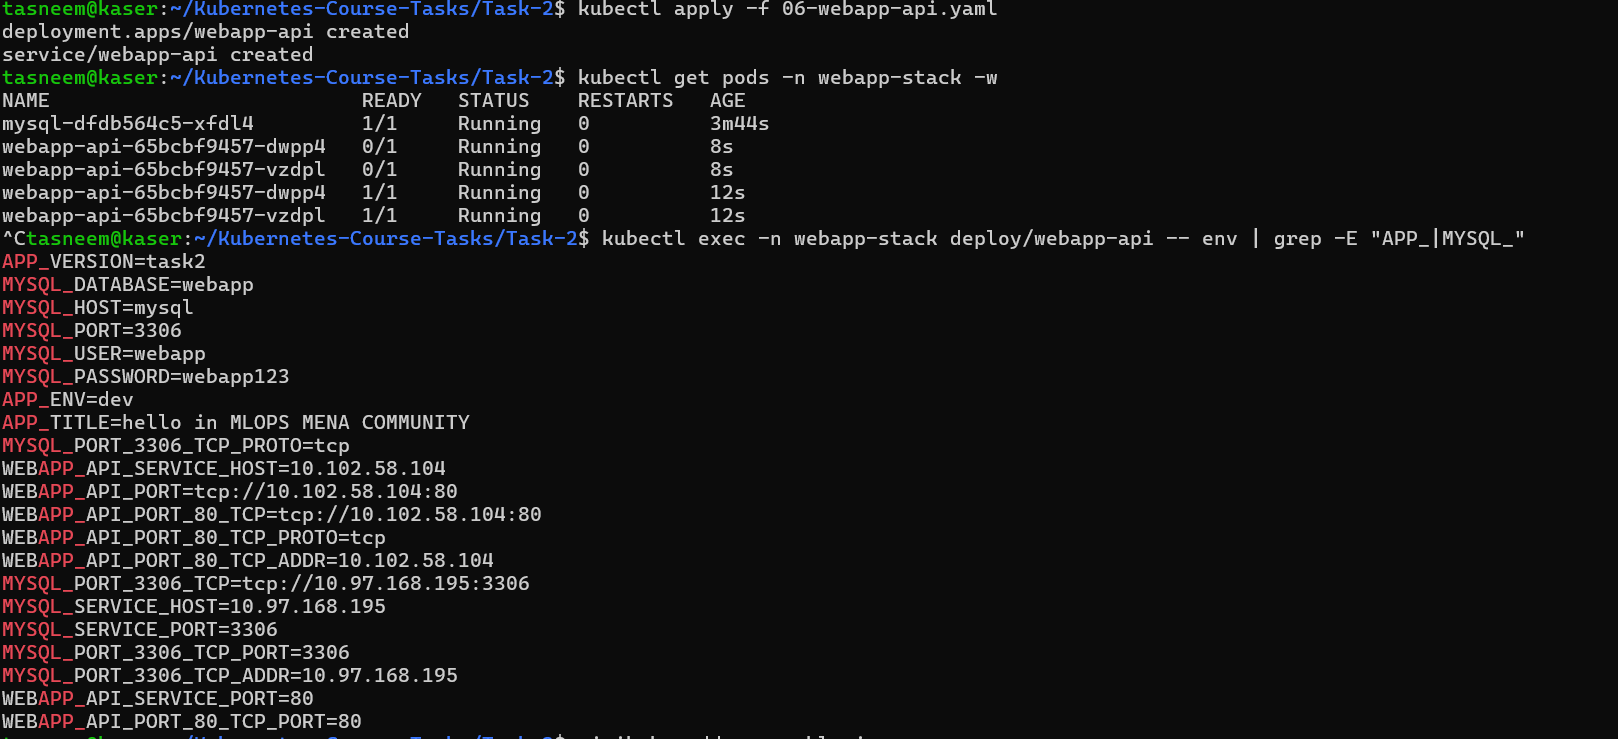 tasneem@kaser:~/Kubernetes-Course-Tasks/Task-2$ kubectl apply -f 06-webapp-api.yaml
deployment.apps/webapp-api created
service/webapp-api created
tasneem@kaser:~/Kubernetes-Course-Tasks/Task-2$ kubectl get pods -n webapp-stack -w
NAME                          READY   STATUS    RESTARTS   AGE
mysql-dfdb564c5-xfdl4         1/1     Running   0          3m44s
webapp-api-65bcbf9457-dwpp4   0/1     Running   0          8s
webapp-api-65bcbf9457-vzdpl   0/1     Running   0          8s
webapp-api-65bcbf9457-dwpp4   1/1     Running   0          12s
webapp-api-65bcbf9457-vzdpl   1/1     Running   0          12s
^Ctasneem@kaser:~/Kubernetes-Course-Tasks/Task-2$ kubectl exec -n webapp-stack deploy/webapp-api -- env | grep -E "APP_|MYSQL_"
APP_VERSION=task2
MYSQL_DATABASE=webapp
MYSQL_HOST=mysql
MYSQL_PORT=3306
MYSQL_USER=webapp
MYSQL_PASSWORD=webapp123
APP_ENV=dev
APP_TITLE=hello in MLOPS MENA COMMUNITY
MYSQL_PORT_3306_TCP_PROTO=tcp
WEBAPP_API_SERVICE_HOST=10.102.58.104
WEBAPP_API_PORT=tcp://10.102.58.104:80
WEBAPP_API_PORT_80_TCP=tcp://10.102.58.104:80
WEBAPP_API_PORT_80_TCP_PROTO=tcp
WEBAPP_API_PORT_80_TCP_ADDR=10.102.58.104
MYSQL_PORT_3306_TCP=tcp://10.97.168.195:3306
MYSQL_SERVICE_HOST=10.97.168.195
MYSQL_SERVICE_PORT=3306
MYSQL_PORT_3306_TCP_PORT=3306
MYSQL_PORT_3306_TCP_ADDR=10.97.168.195
WEBAPP_API_SERVICE_PORT=80
WEBAPP_API_PORT_80_TCP_PORT=80